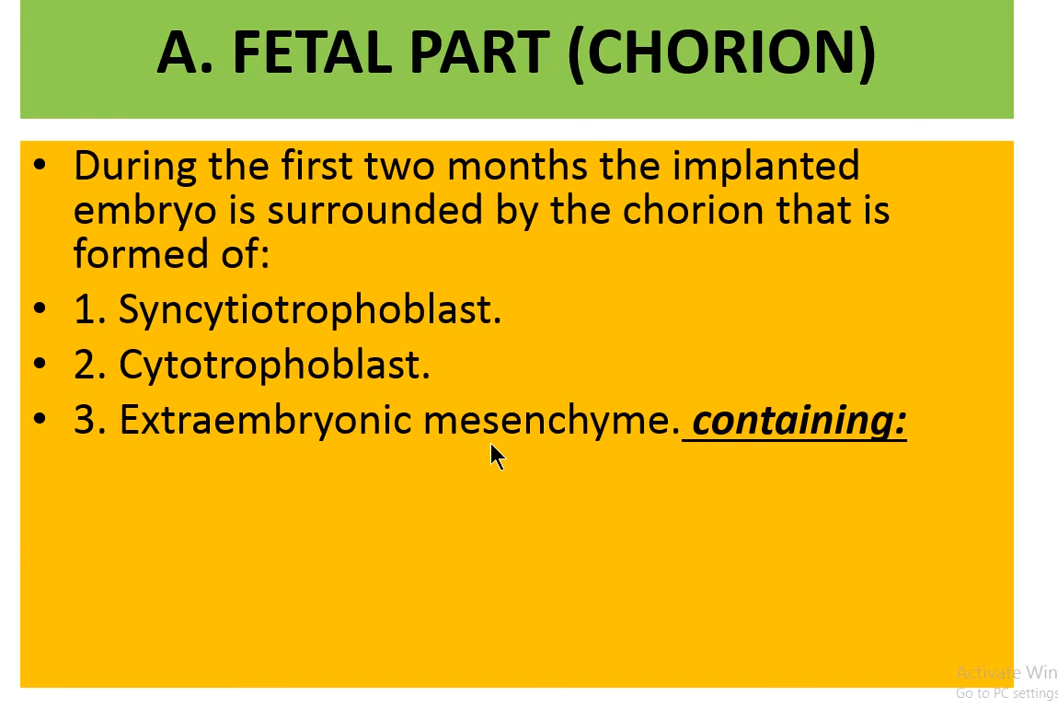 A. FETAL PART (CHORION)
• During the first two months the implanted
embryo is surrounded by the chorion that is
formed of:
• 1. Syncytiotrophoblast.
• 2. Cytotrophoblast.
• 3. Extraembryonic mesenchyme. containing:
Activate Win
Go to PC settings